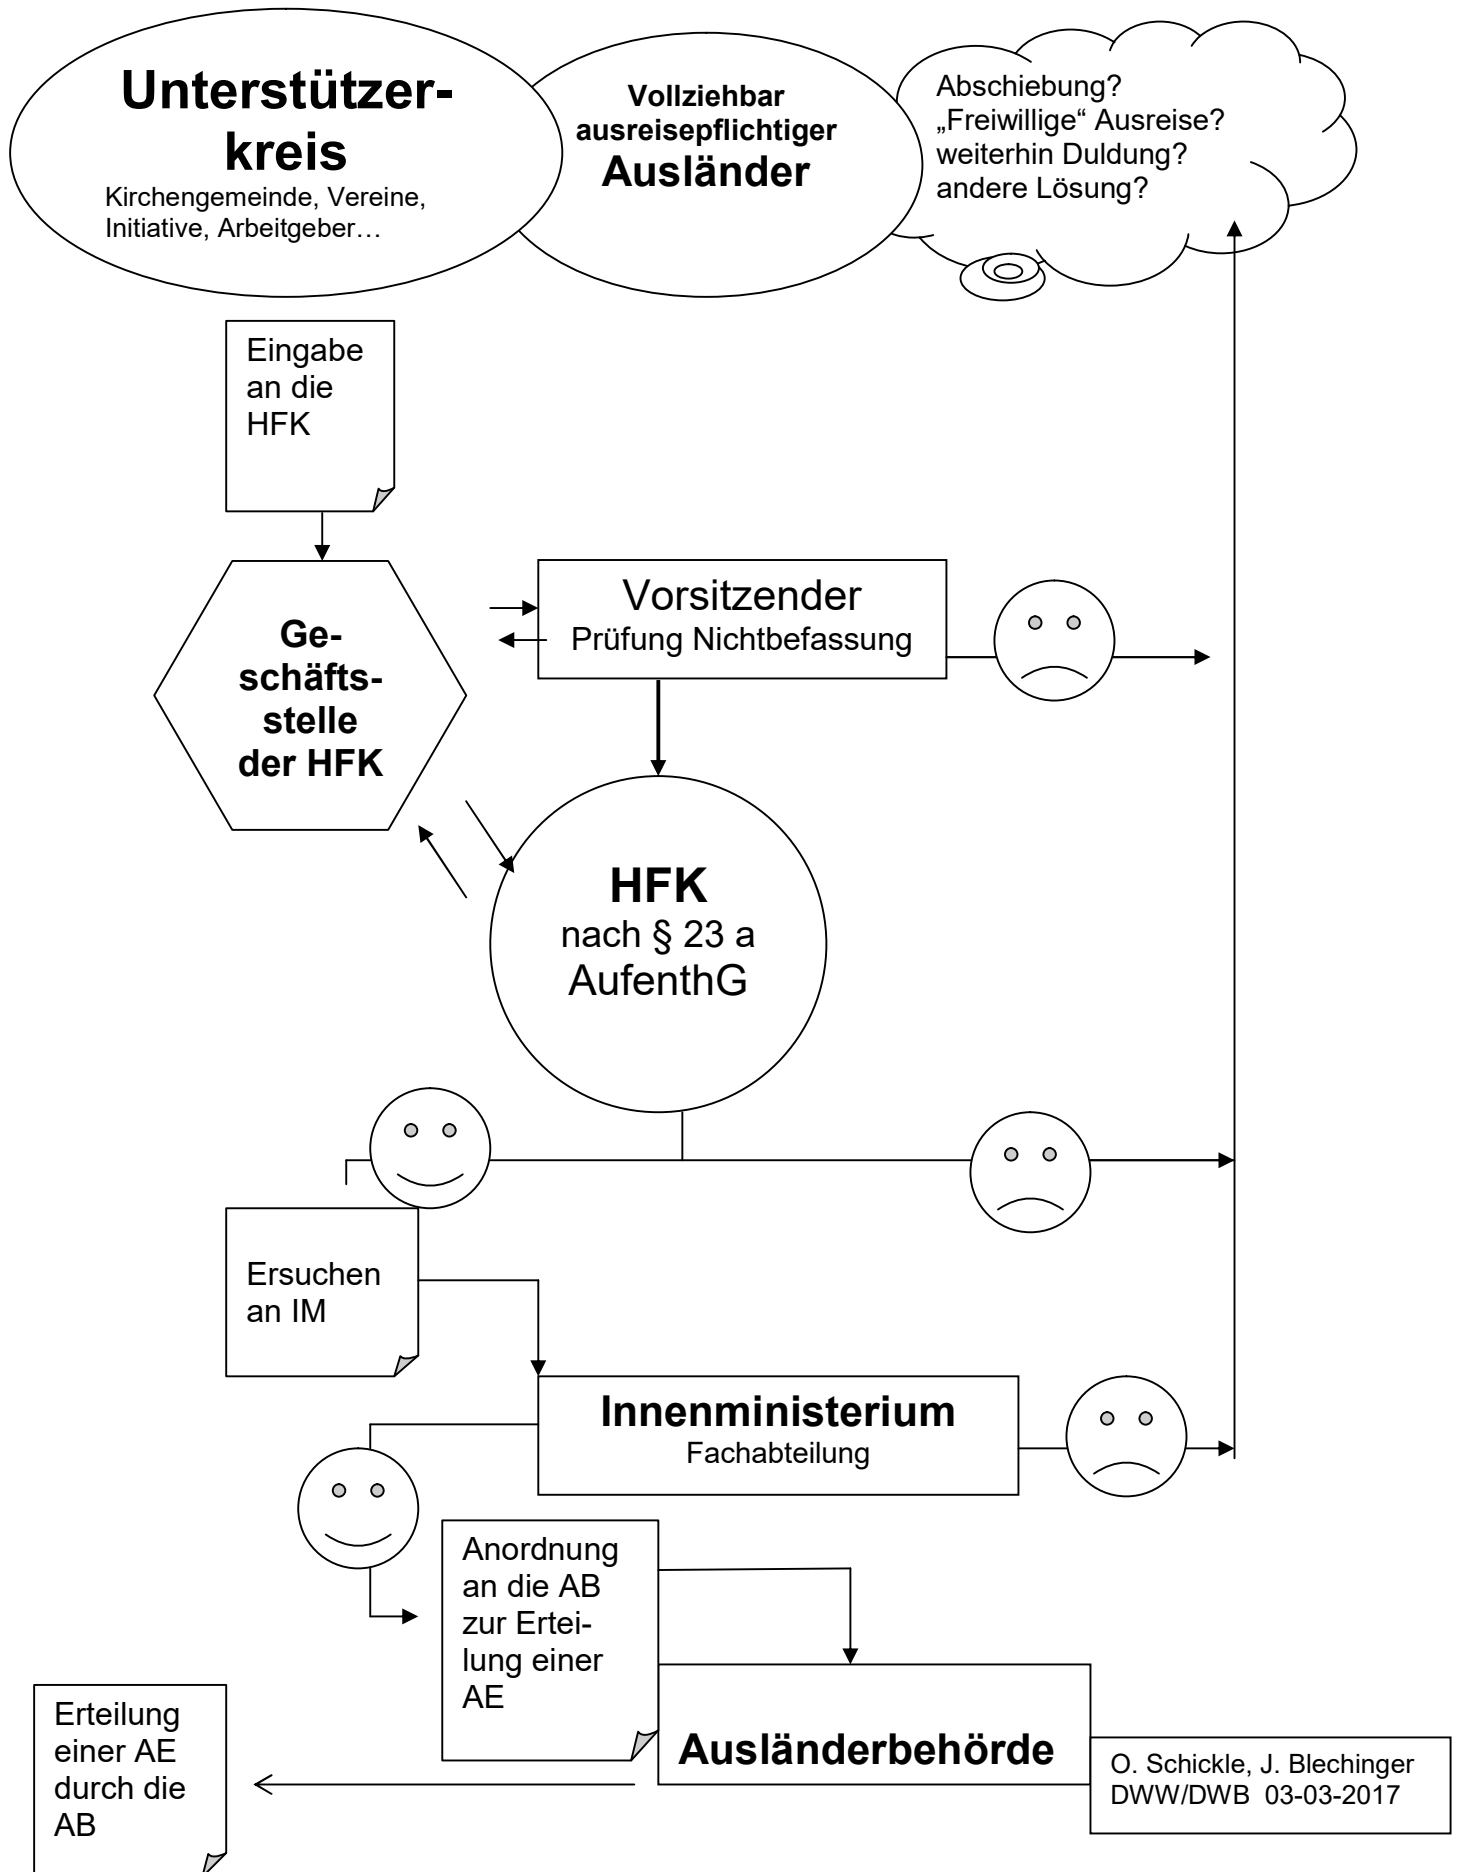 Unterstützer-
kreis
Kirchengemeinde, Vereine,
Initiative, Arbeitgeber…
Vollziehbar
ausreisepflichtiger
Ausländer
Abschiebung?
„Freiwillige“ Ausreise?
weiterhin Duldung?
andere Lösung?
Eingabe
an die
HFK
Ge-
schäfts-
stelle
der HFK
Vorsitzender
Prüfung Nichtbefassung
HFK
nach § 23 a
AufenthG
Ersuchen
an IM
Innenministerium
Fachabteilung
Anordnung
an die AB
zur Ertei-
lung einer
AE
Ausländerbehörde
Erteilung
einer AE
durch die
AB
O. Schickle, J. Blechinger
DWW/DWB 03-03-2017